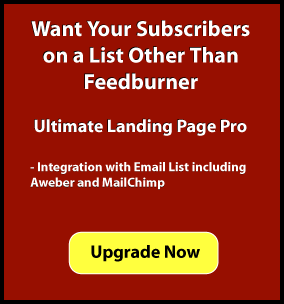 Want Your Subscribers
on a List Other Than
Feedburner
Ultimate Landing Page Pro
- Integration with Email List including
Aweber and MailChimp
Upgrade Now